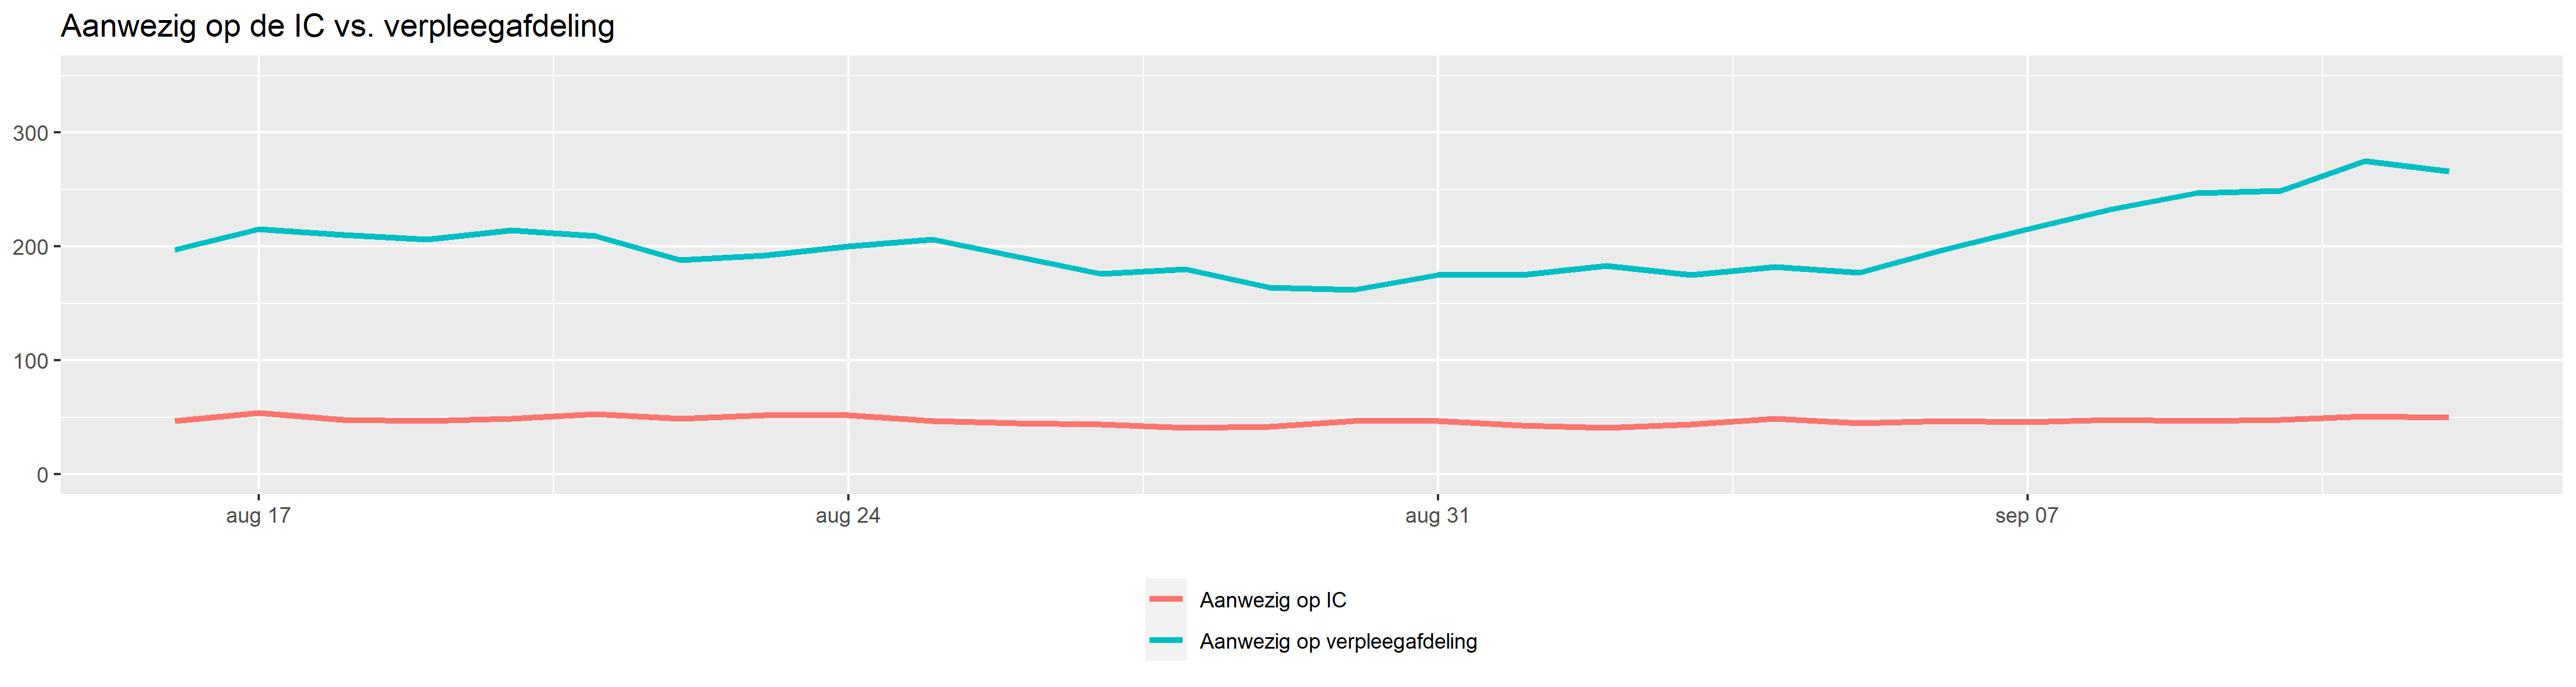 Aanwezig op de IC vs. verpleegafdeling
300
200
100
0
aug 17 aug 24 aug 31 sep 07
Aanwezig op IC
Aanwezig op verpleegafdeling